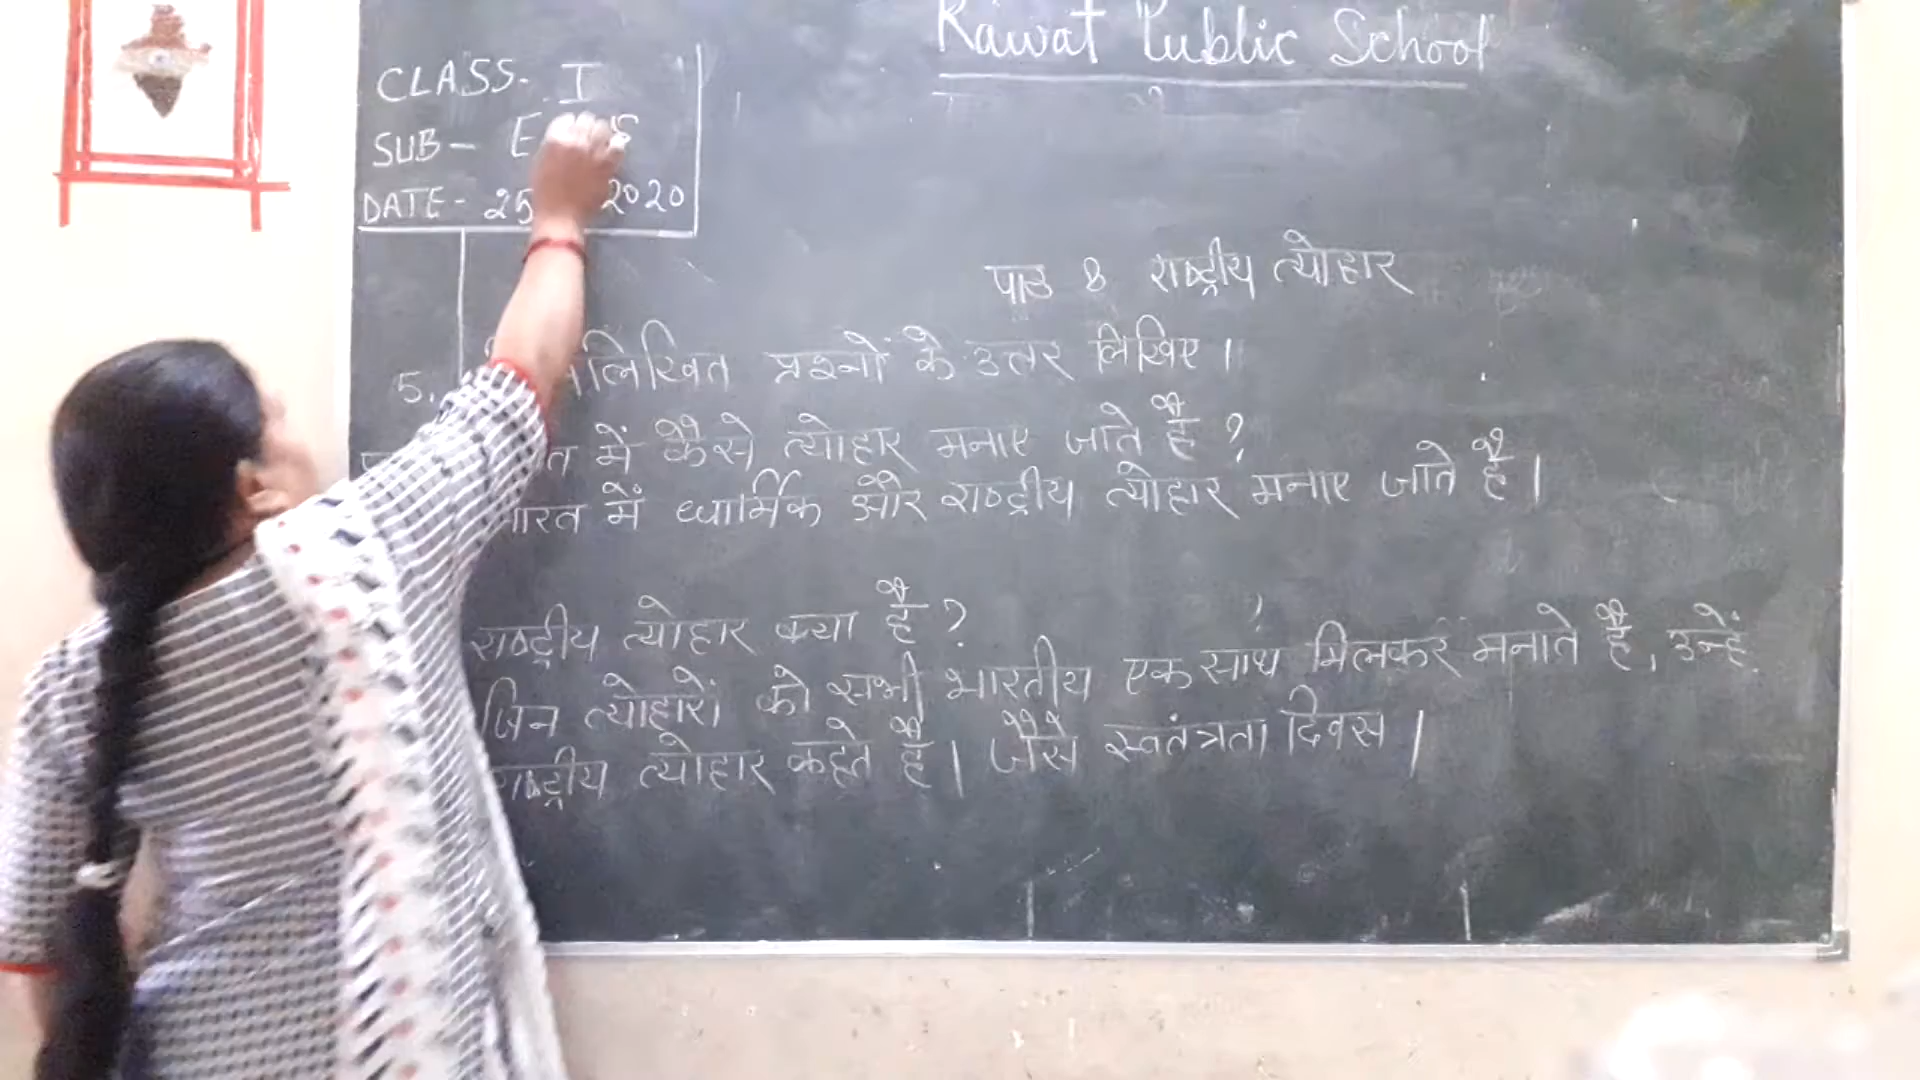 Rawat Public School
CLASS- I
SUB- E
DATE- 25 2020
पाठ 8 राष्ट्रीय त्योहार
5. लिखित प्रश्नों के उत्तर लिखिए।
में कैसे त्योहार मनाए जाते हैं ?
भारत में धार्मिक और राष्ट्रीय त्योहार मनाए जाते हैं।
राष्ट्रीय त्योहार क्या है ?
जिन त्योहारों को सभी भारतीय एक साथ मिलकर मनाते हैं, उन्हें
राष्ट्रीय त्योहार कहते हैं। जैसे स्वतंत्रता दिवस।